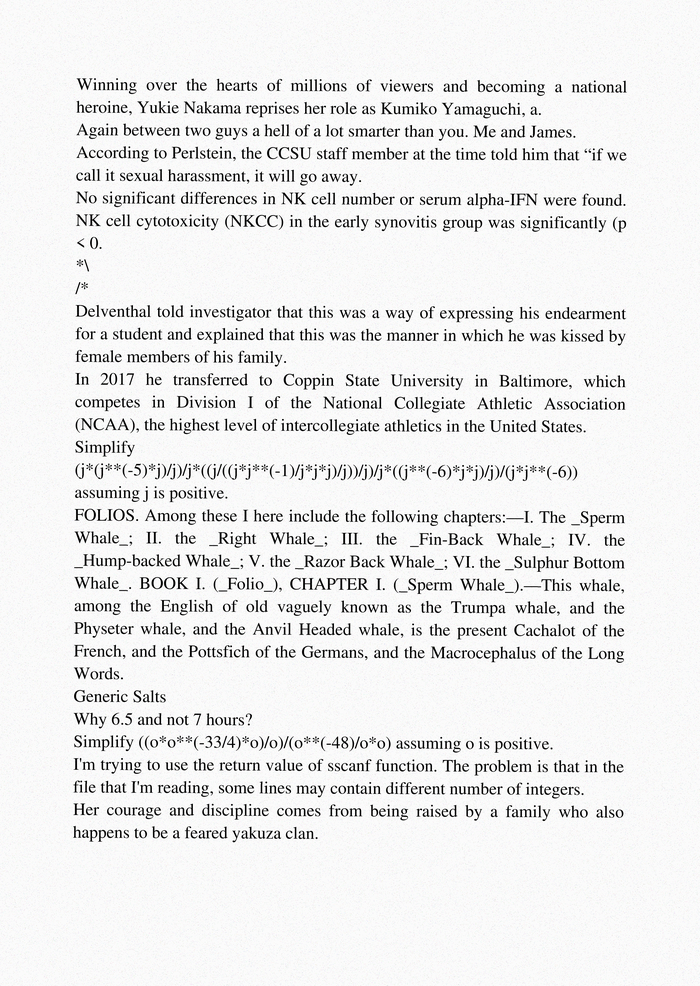 Winning over the hearts of millions of viewers and becoming a national
heroine, Yukie Nakama reprises her role as Kumiko Yamaguchi, a.
Again between two guys a hell of a lot smarter than you. Me and James.
According to Perlstein, the CCSU staff member at the time told him that “if we
call it sexual harassment, it will go away.
No significant differences in NK cell number or serum alpha-IFN were found.
NK cell cytotoxicity (NKCC) in the early synovitis group was significantly (p
< 0.
*\
/*
Delventhal told investigator that this was a way of expressing his endearment
for a student and explained that this was the manner in which he was kissed by
female members of his family.
In 2017 he transferred to Coppin State University in Baltimore, which
competes in Division I of the National Collegiate Athletic Association
(NCAA), the highest level of intercollegiate athletics in the United States.
Simplify
(j*(j**(-5)*j)/j)/j*((j/((j*j**(-1)/j*j*j)/j))/j)/j*((j**(-6)*j*j)/j)/(j*j**(-6))
assuming j is positive.
FOLIOS. Among these I here include the following chapters:—I. The _Sperm
Whale_; II. the _Right Whale_; III. the _Fin-Back Whale_; IV. the
_Hump-backed Whale_; V. the _Razor Back Whale_; VI. the _Sulphur Bottom
Whale_. BOOK I. (_Folio_), CHAPTER I. (_Sperm Whale_).—This whale,
among the English of old vaguely known as the Trumpa whale, and the
Physeter whale, and the Anvil Headed whale, is the present Cachalot of the
French, and the Pottsfich of the Germans, and the Macrocephalus of the Long
Words.
Generic Salts
Why 6.5 and not 7 hours?
Simplify ((o*o**(-33/4)*o)/o)/(o**(-48)/o*o) assuming o is positive.
I'm trying to use the return value of sscanf function. The problem is that in the
file that I'm reading, some lines may contain different number of integers.
Her courage and discipline comes from being raised by a family who also
happens to be a feared yakuza clan.